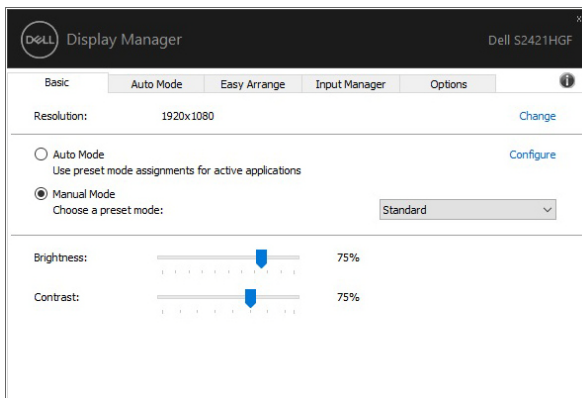 DELL Display Manager Dell S2421HGF
Basic Auto Mode Easy Arrange Input Manager Options
Resolution: 1920x1080 Change
Auto Mode Configure
Use preset mode assignments for active applications
Manual Mode
Choose a preset mode: Standard
Brightness: 75%
Contrast: 75%